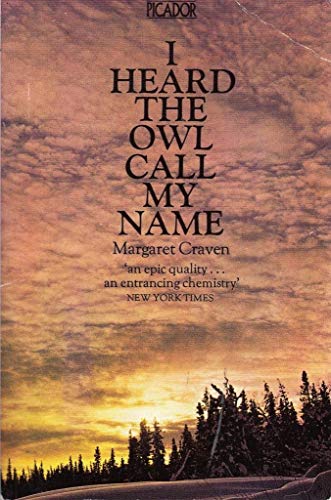 PICADOR
I
HEARD
THE
OWL
CALL
MY
NAME
Margaret Craven
'an epic quality...
an entrancing chemistry'
NEW YORK TIMES